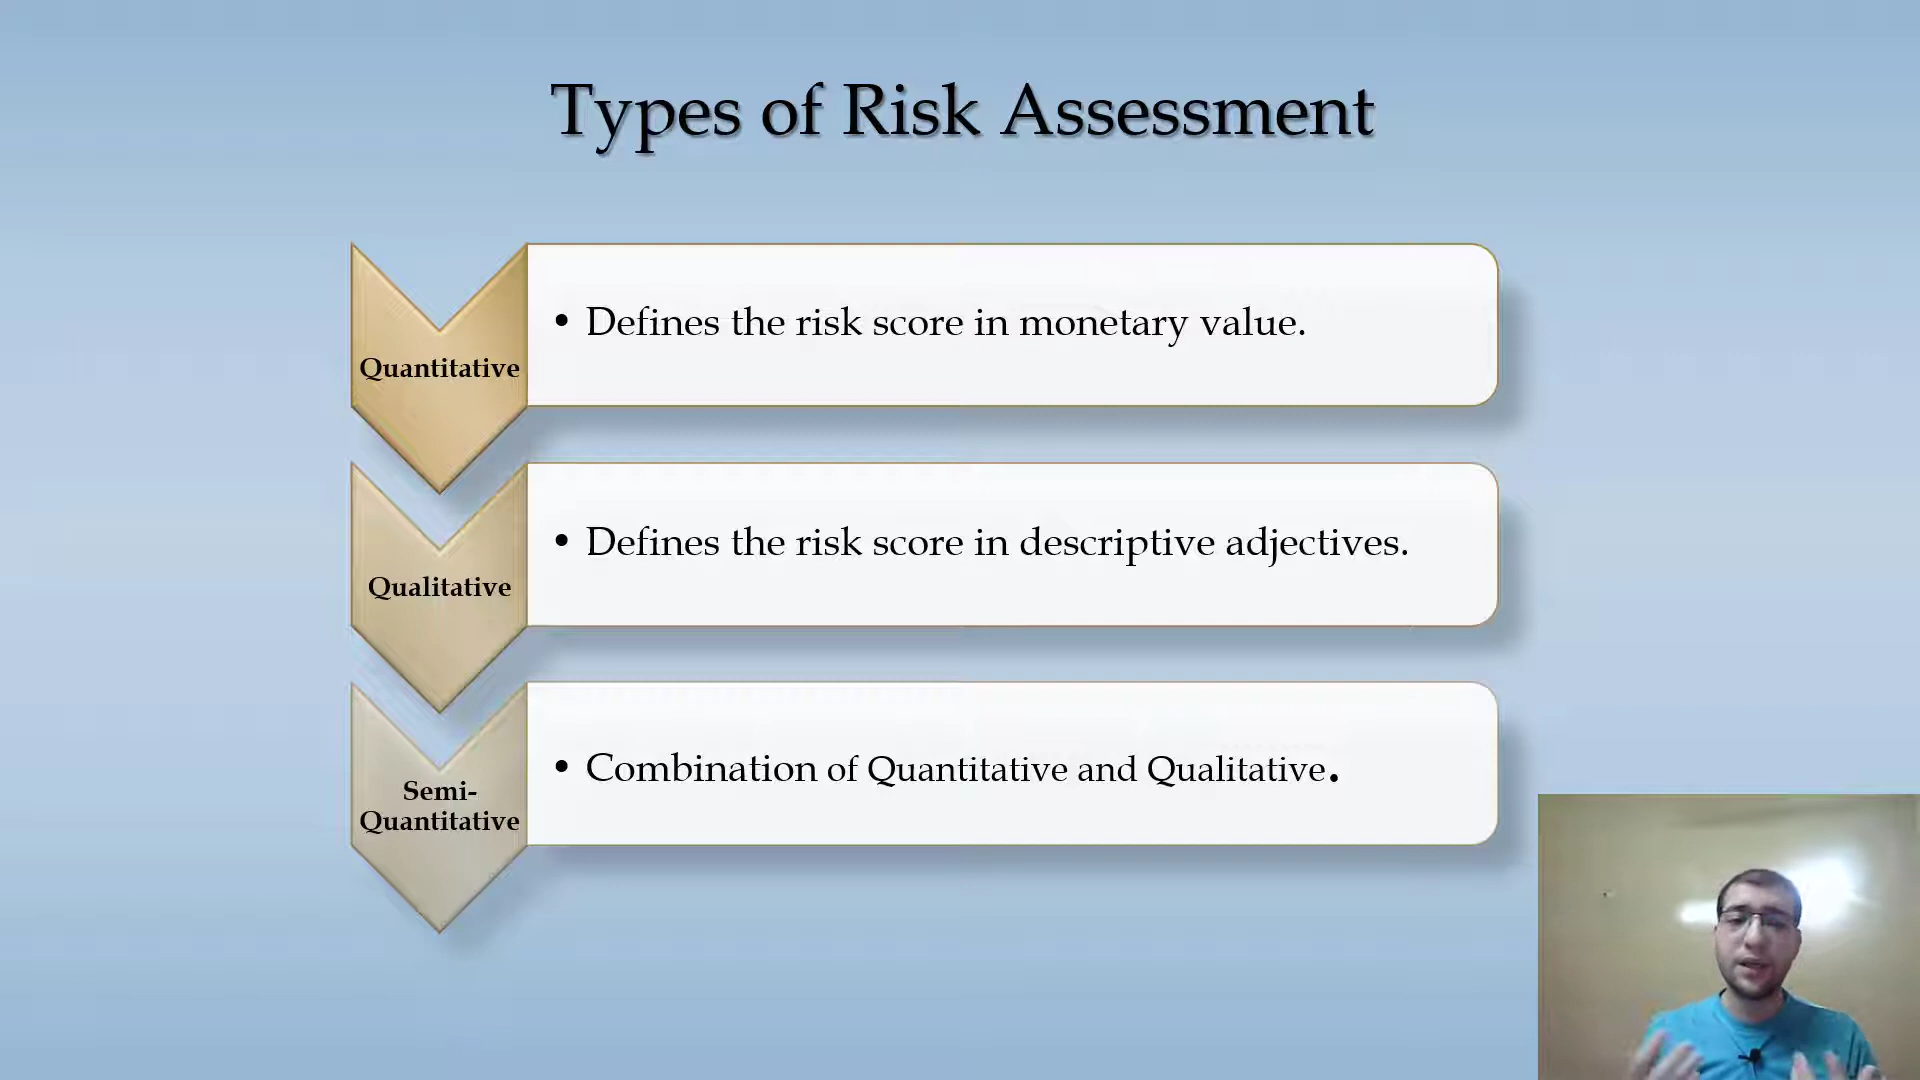 Types of Risk Assessment
Quantitative
• Defines the risk score in monetary value.
Qualitative
• Defines the risk score in descriptive adjectives.
Semi-
Quantitative
• Combination of Quantitative and Qualitative.